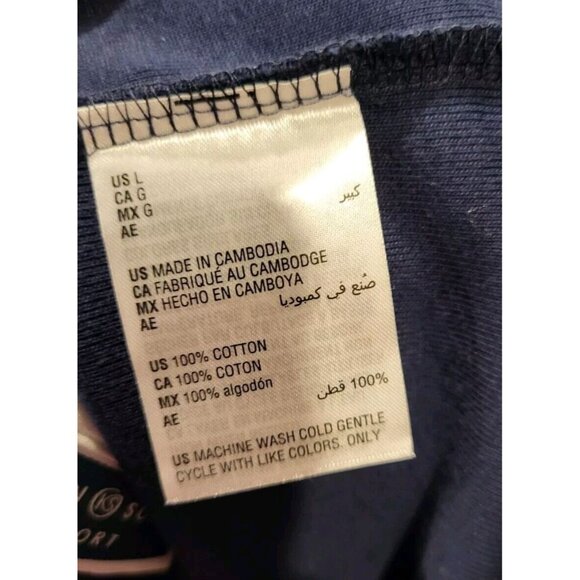 US L
CA G
MX G
AE كبير
US MADE IN CAMBODIA
CA FABRIQUÉ AU CAMBODGE
MX HECHO EN CAMBOYA
AE صُنع في كمبوديا
US 100% COTTON
CA 100% COTON
MX 100% algodón
AE 100% قطن
US MACHINE WASH COLD GENTLE
CYCLE WITH LIKE COLORS. ONLY
KS